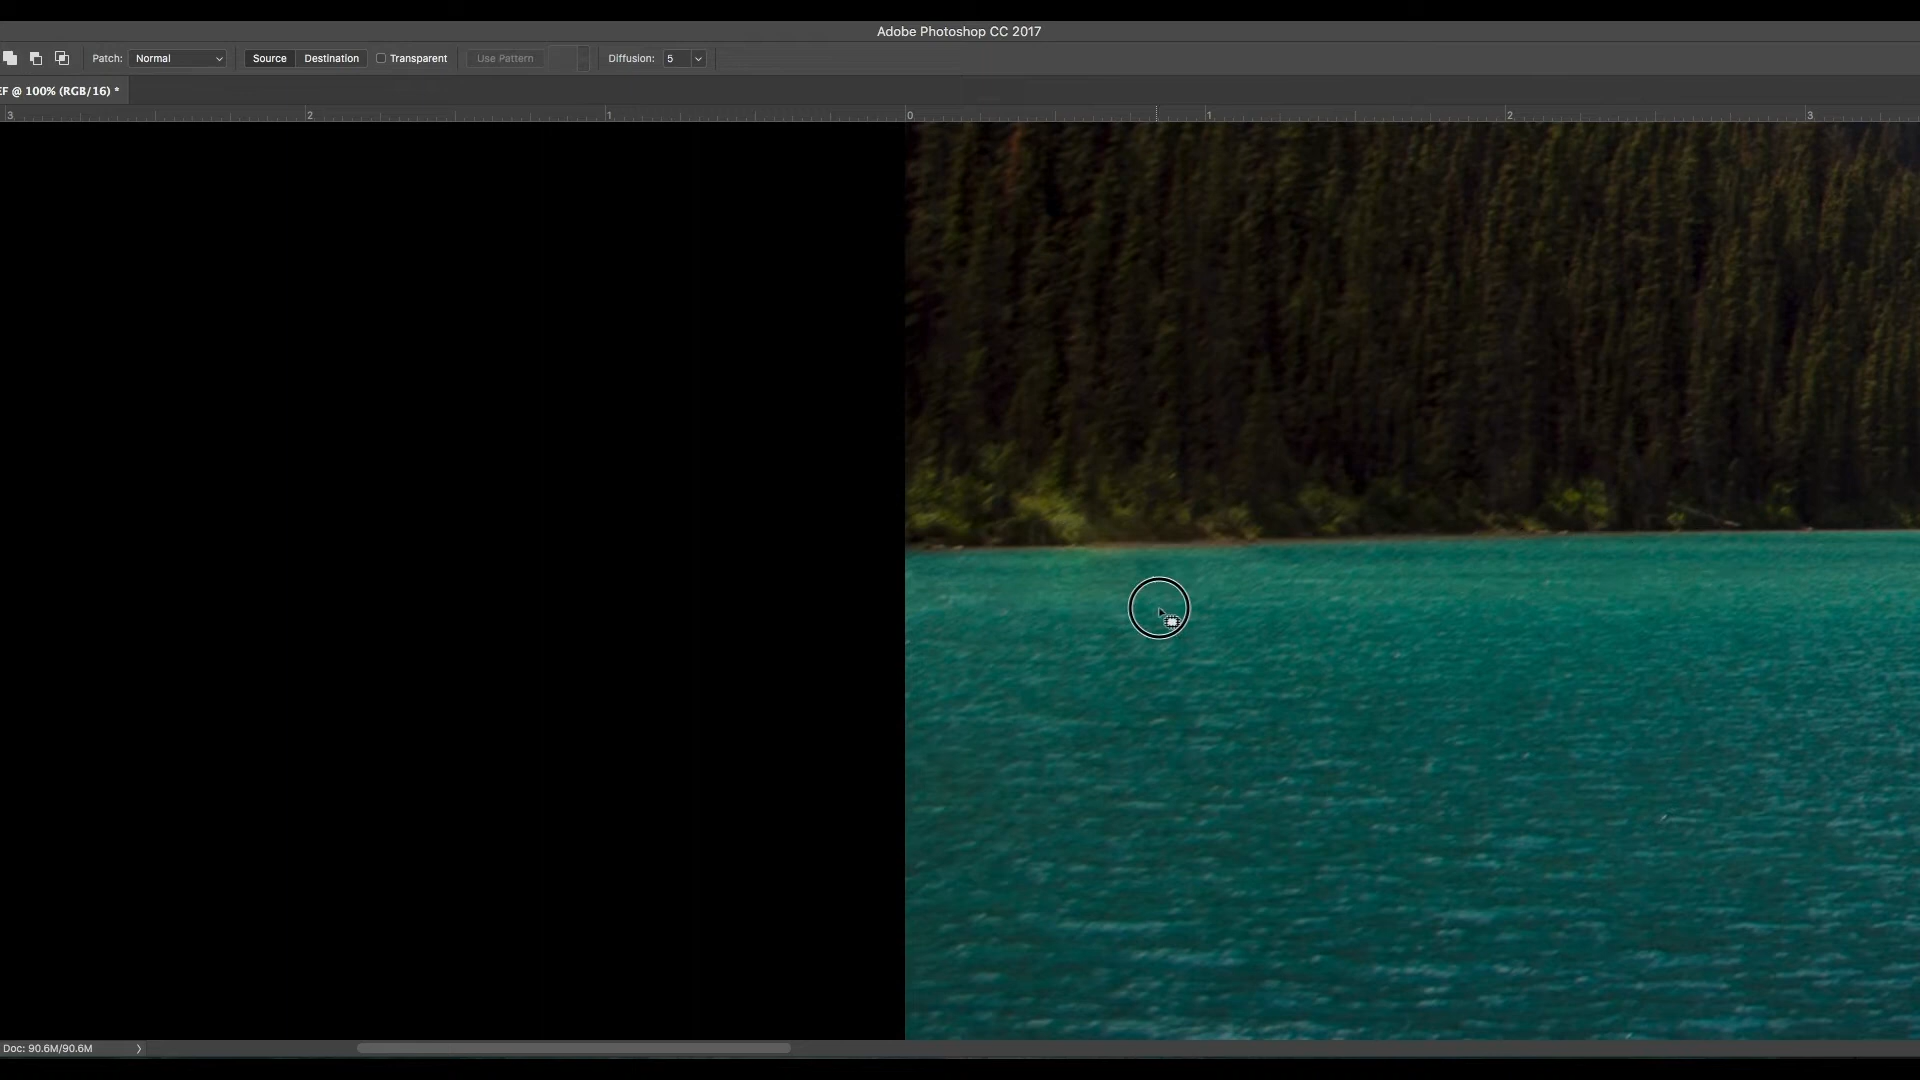 Adobe Photoshop CC 2017
Patch: Normal Source Destination Transparent Use Pattern Diffusion: 5
EF @ 100% (RGB/16) *
3 2 1 0 1 2 3
Doc: 90.6M/90.6M